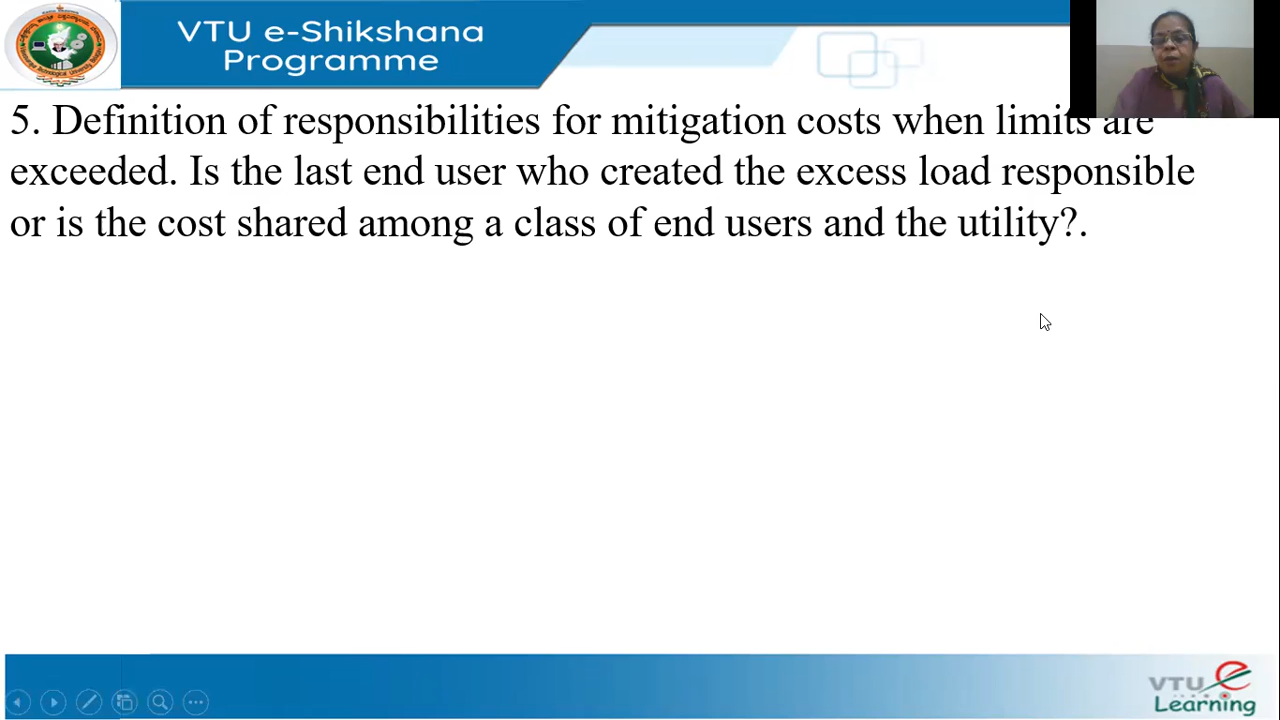 VTU e-Shikshana
Programme
5. Definition of responsibilities for mitigation costs when limits are
exceeded. Is the last end user who created the excess load responsible
or is the cost shared among a class of end users and the utility?.
VTU e
Learning